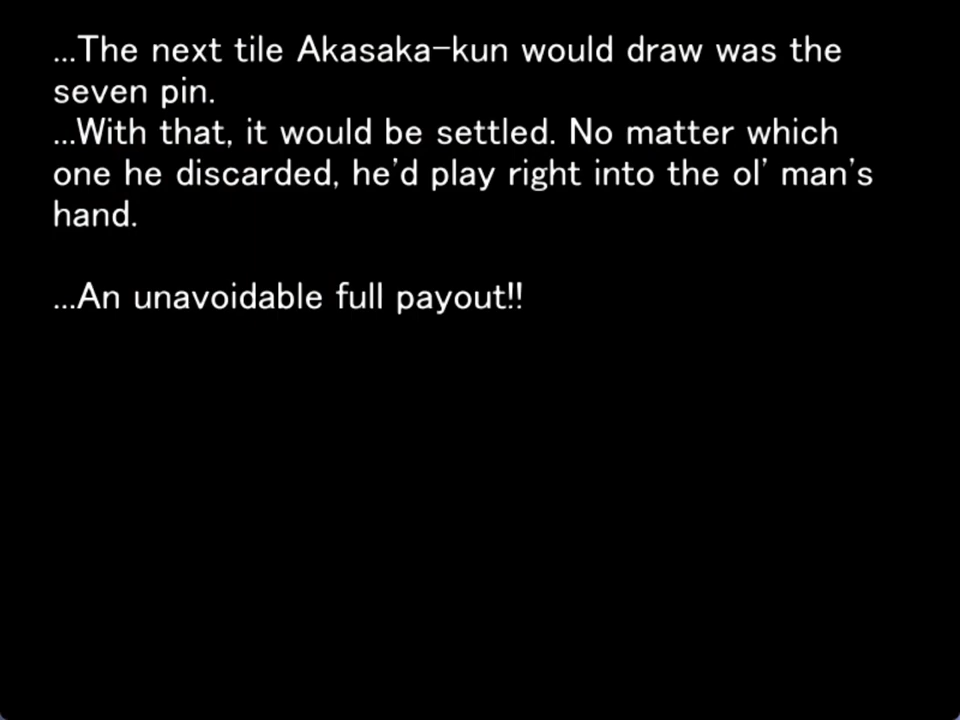 ...The next tile Akasaka-kun would draw was the
seven pin.
...With that, it would be settled. No matter which
one he discarded, he'd play right into the ol' man's
hand.
...An unavoidable full payout!!